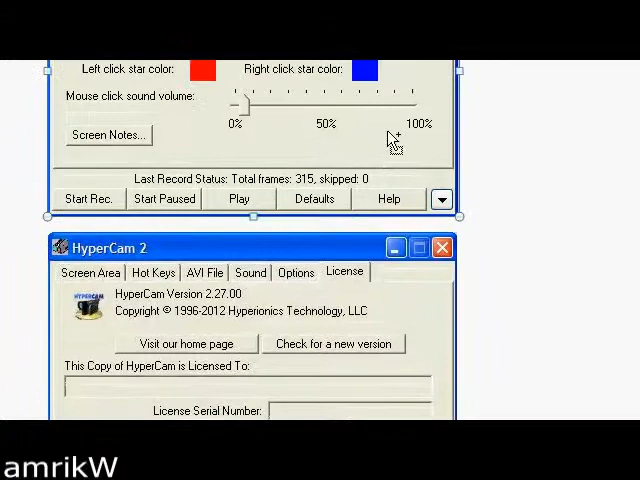 Left click star color: Right click star color:
Mouse click sound volume:
0% 50% 100%
Screen Notes...
Last Record Status: Total frames: 315, skipped: 0
Start Rec. Start Paused Play Defaults Help
HyperCam 2
Screen Area Hot Keys AVI File Sound Options License
HYPERCAM
HyperCam Version 2.27.00
Copyright © 1996-2012 Hyperionics Technology, LLC
Visit our home page Check for a new version
This Copy of HyperCam is Licensed To:
License Serial Number:
amrikW